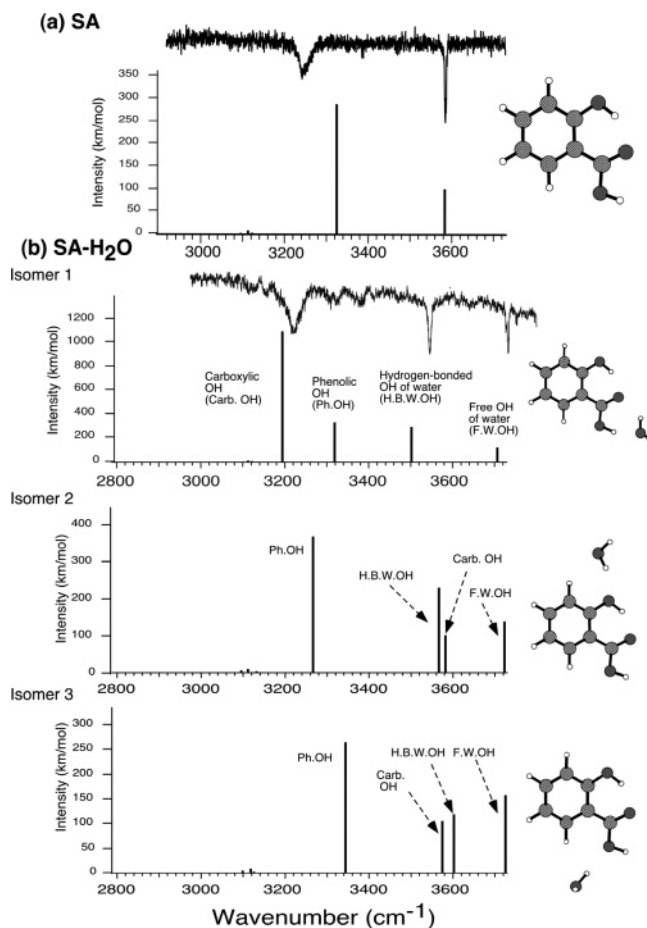 (a) SA
350
300
250
200
150
100
50
0
Intensity (km/mol)
3000 3200 3400 3600
(b) SA-H2O
Isomer 1
1200
1000
800
600
400
200
0
Intensity (km/mol)
Carboxylic
OH
(Carb. OH)
Phenolic
OH
(Ph.OH)
Hydrogen-bonded
OH of water
(H.B.W.OH)
Free OH
of water
(F.W.OH)
2800 3000 3200 3400 3600
Isomer 2
400
300
200
100
0
Intensity (km/mol)
Ph.OH
H.B.W.OH
Carb. OH
F.W.OH
2800 3000 3200 3400 3600
Isomer 3
300
250
200
150
100
50
0
Intensity (km/mol)
Ph.OH
H.B.W.OH F.W.OH
Carb.
OH
2800 3000 3200 3400 3600
Wavenumber (cm-1)